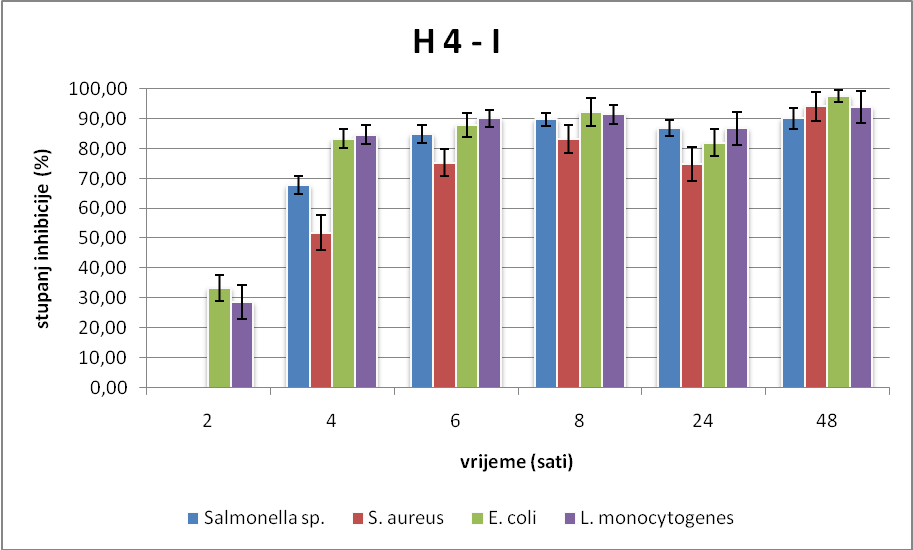 H 4 - I
stupanj inhibicije (%)
100,00
90,00
80,00
70,00
60,00
50,00
40,00
30,00
20,00
10,00
0,00
2 4 6 8 24 48
vrijeme (sati)
Salmonella sp. S. aureus E. coli L. monocytogenes